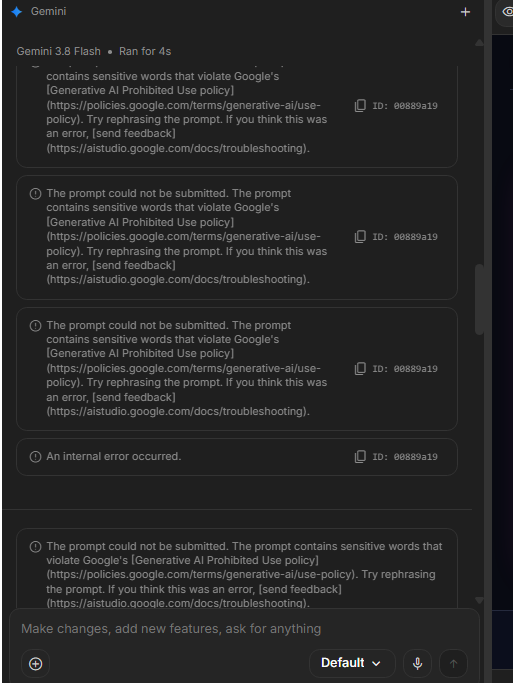 Gemini
Gemini 3.8 Flash • Ran for 4s
contains sensitive words that violate Google's
[Generative AI Prohibited Use policy]
(https://policies.google.com/terms/generative-ai/use-
policy). Try rephrasing the prompt. If you think this was
an error, [send feedback]
(https://aistudio.google.com/docs/troubleshooting).
ID: 00889a19
The prompt could not be submitted. The prompt
contains sensitive words that violate Google's
[Generative AI Prohibited Use policy]
(https://policies.google.com/terms/generative-ai/use-
policy). Try rephrasing the prompt. If you think this was
an error, [send feedback]
(https://aistudio.google.com/docs/troubleshooting).
ID: 00889a19
The prompt could not be submitted. The prompt
contains sensitive words that violate Google's
[Generative AI Prohibited Use policy]
(https://policies.google.com/terms/generative-ai/use-
policy). Try rephrasing the prompt. If you think this was
an error, [send feedback]
(https://aistudio.google.com/docs/troubleshooting).
ID: 00889a19
An internal error occurred.
ID: 00889a19
The prompt could not be submitted. The prompt contains sensitive words that
violate Google's [Generative AI Prohibited Use policy]
(https://policies.google.com/terms/generative-ai/use-policy). Try rephrasing
the prompt. If you think this was an error, [send feedback]
(https://aistudio.google.com/docs/troubleshooting).
Make changes, add new features, ask for anything
Default